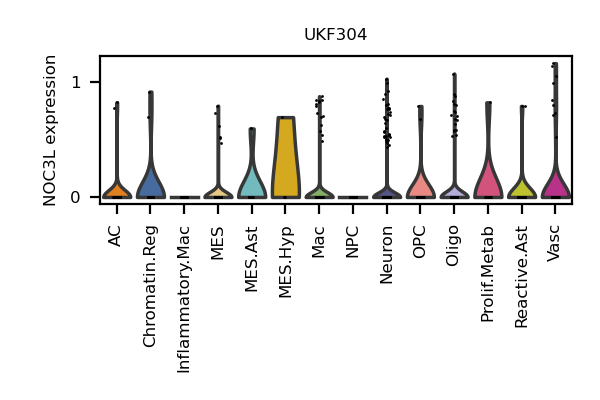 UKF304
NOC3L expression
1
0
AC
Chromatin.Reg
Inflammatory.Mac
MES
MES.Ast
MES.Hyp
Mac
NPC
Neuron
OPC
Oligo
Prolif.Metab
Reactive.Ast
Vasc